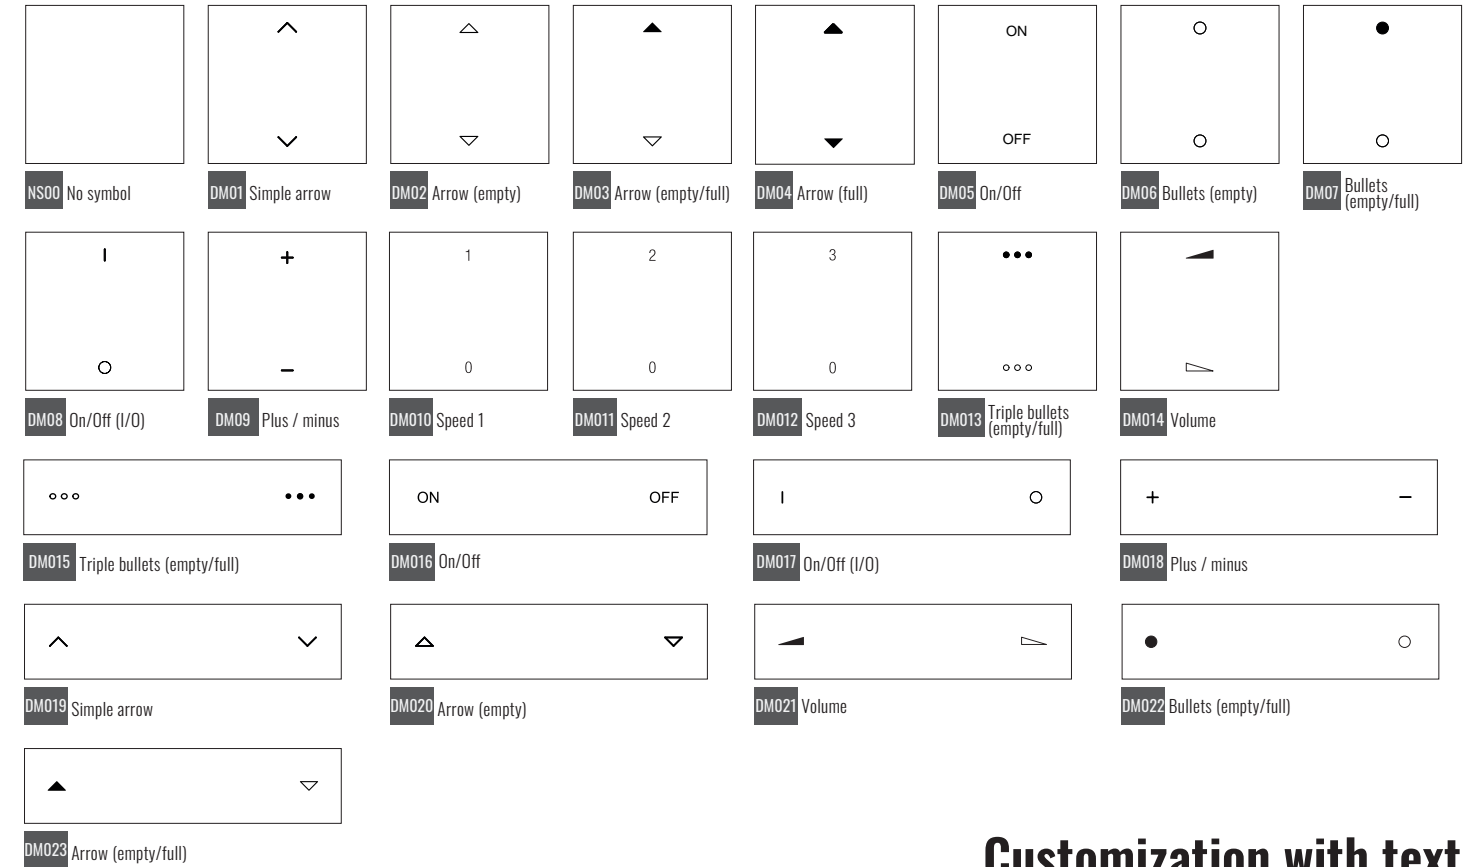 ON
OFF
NS00 No symbol
DM01 Simple arrow
DM02 Arrow (empty)
DM03 Arrow (empty/full)
DM04 Arrow (full)
DM05 On/Off
DM06 Bullets (empty)
DM07 Bullets
(empty/full)
I
+
1
2
3
O
–
0
0
0
DM08 On/Off (I/O)
DM09 Plus / minus
DM010 Speed 1
DM011 Speed 2
DM012 Speed 3
DM013 Triple bullets
(empty/full)
DM014 Volume
ON OFF
I O
+ –
DM015 Triple bullets (empty/full)
DM016 On/Off
DM017 On/Off (I/O)
DM018 Plus / minus
DM019 Simple arrow
DM020 Arrow (empty)
DM021 Volume
DM022 Bullets (empty/full)
DM023 Arrow (empty/full)
Customization with text